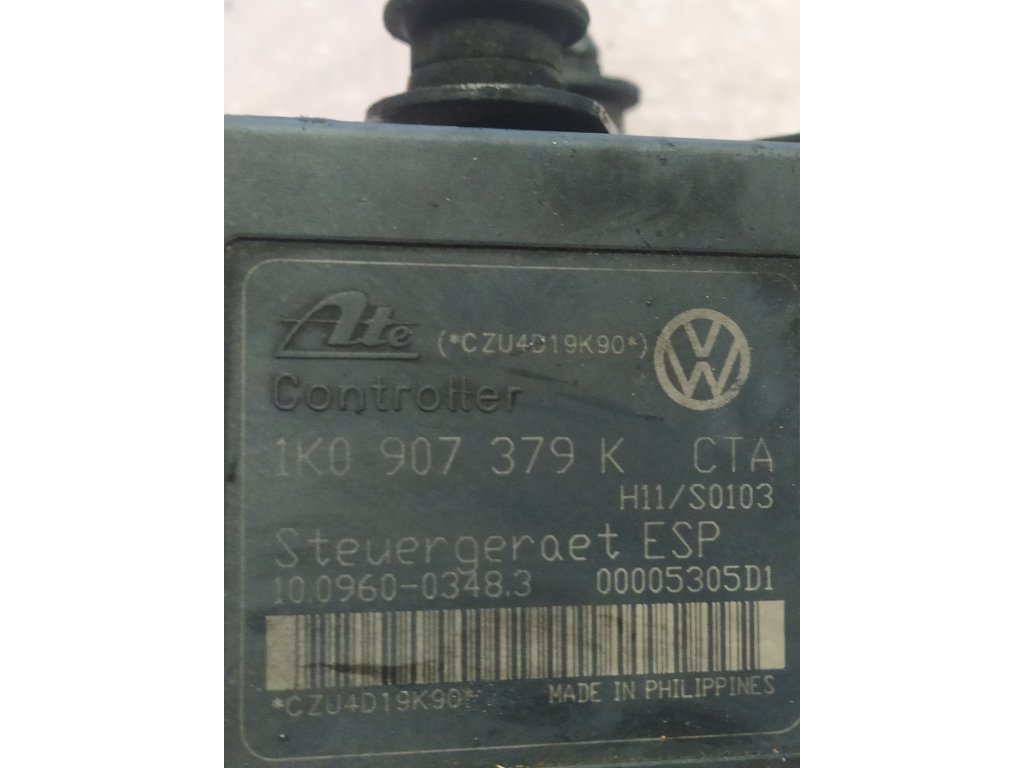 Ate (*CZU4D19K90*) VW
Controller
1K0 907 379 K CTA
H11/S0103
Steuergeraet ESP
10.0960-0348.3 00005305D1
*CZU4D19K90*
MADE IN PHILIPPINES